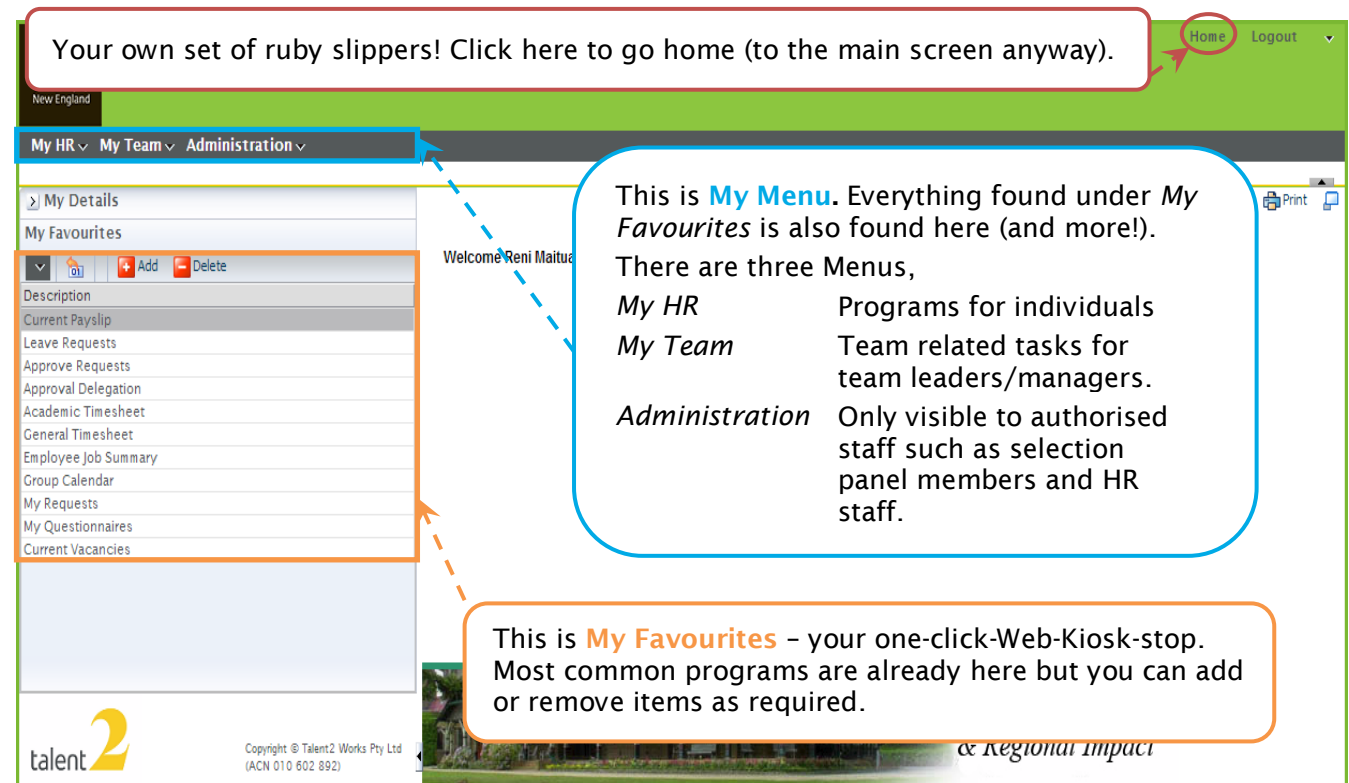 Your own set of ruby slippers! Click here to go home (to the main screen anyway).
Home Logout
New England
My HR My Team Administration
My Details
My Favourites
Add Delete
Description
Current Payslip
Leave Requests
Approve Requests
Approval Delegation
Academic Timesheet
General Timesheet
Employee Job Summary
Group Calendar
My Requests
My Questionnaires
Current Vacancies
Print
Welcome Reni Maitua
This is My Menu. Everything found under My
Favourites is also found here (and more!).
There are three Menus,
My HR Programs for individuals
My Team Team related tasks for
team leaders/managers.
Administration Only visible to authorised
staff such as selection
panel members and HR
staff.
This is My Favourites – your one-click-Web-Kiosk-stop.
Most common programs are already here but you can add
or remove items as required.
talent2
Copyright © Talent2 Works Pty Ltd
(ACN 010 602 892)
& Regional Impact